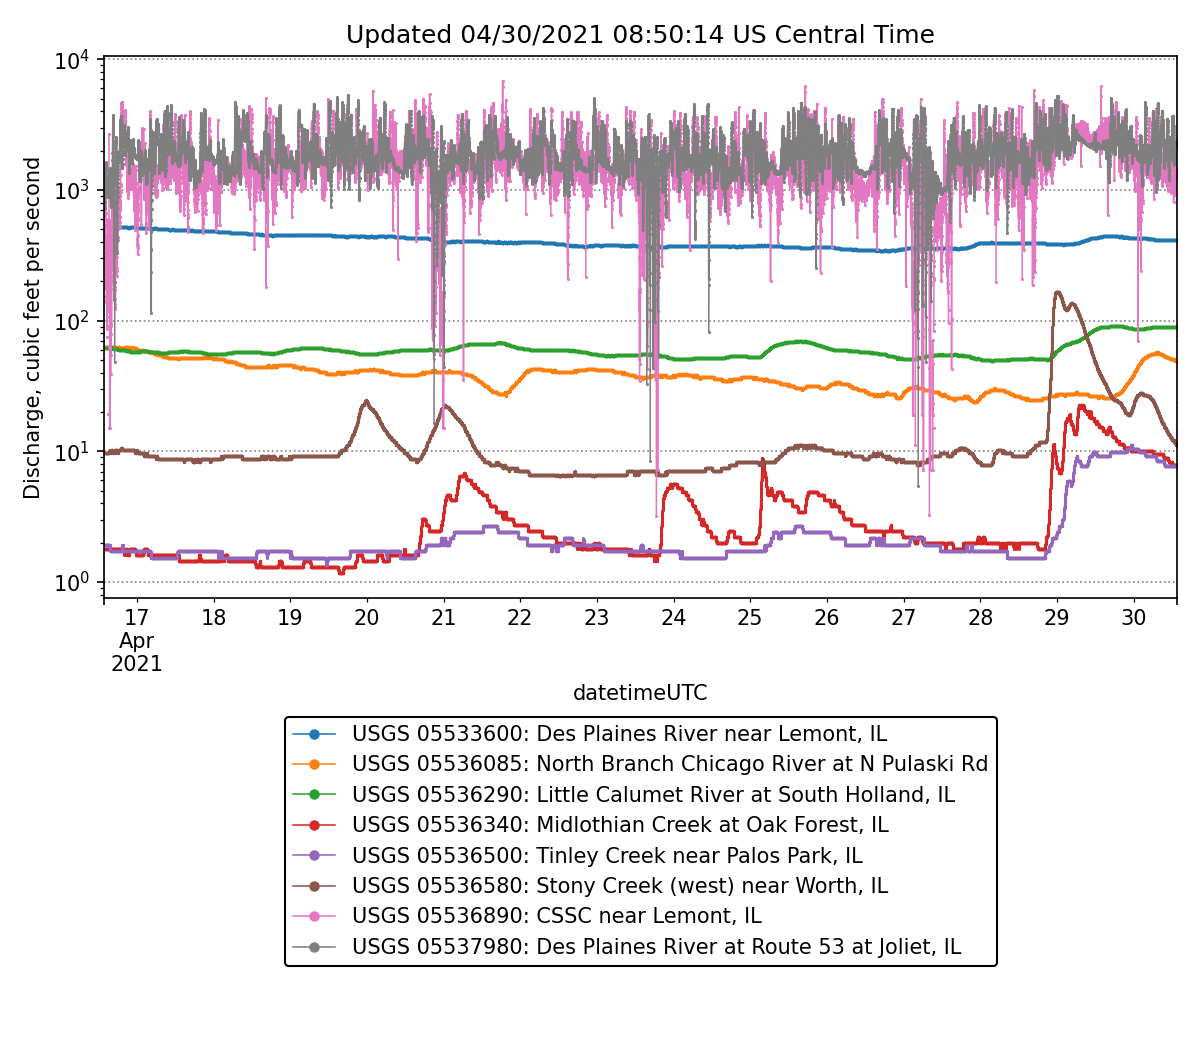 Updated 04/30/2021 08:50:14 US Central Time
Discharge, cubic feet per second
10^4
10^3
10^2
10^1
10^0
17 18 19 20 21 22 23 24 25 26 27 28 29 30
Apr
2021
datetimeUTC
USGS 05533600: Des Plaines River near Lemont, IL
USGS 05536085: North Branch Chicago River at N Pulaski Rd
USGS 05536290: Little Calumet River at South Holland, IL
USGS 05536340: Midlothian Creek at Oak Forest, IL
USGS 05536500: Tinley Creek near Palos Park, IL
USGS 05536580: Stony Creek (west) near Worth, IL
USGS 05536890: CSSC near Lemont, IL
USGS 05537980: Des Plaines River at Route 53 at Joliet, IL